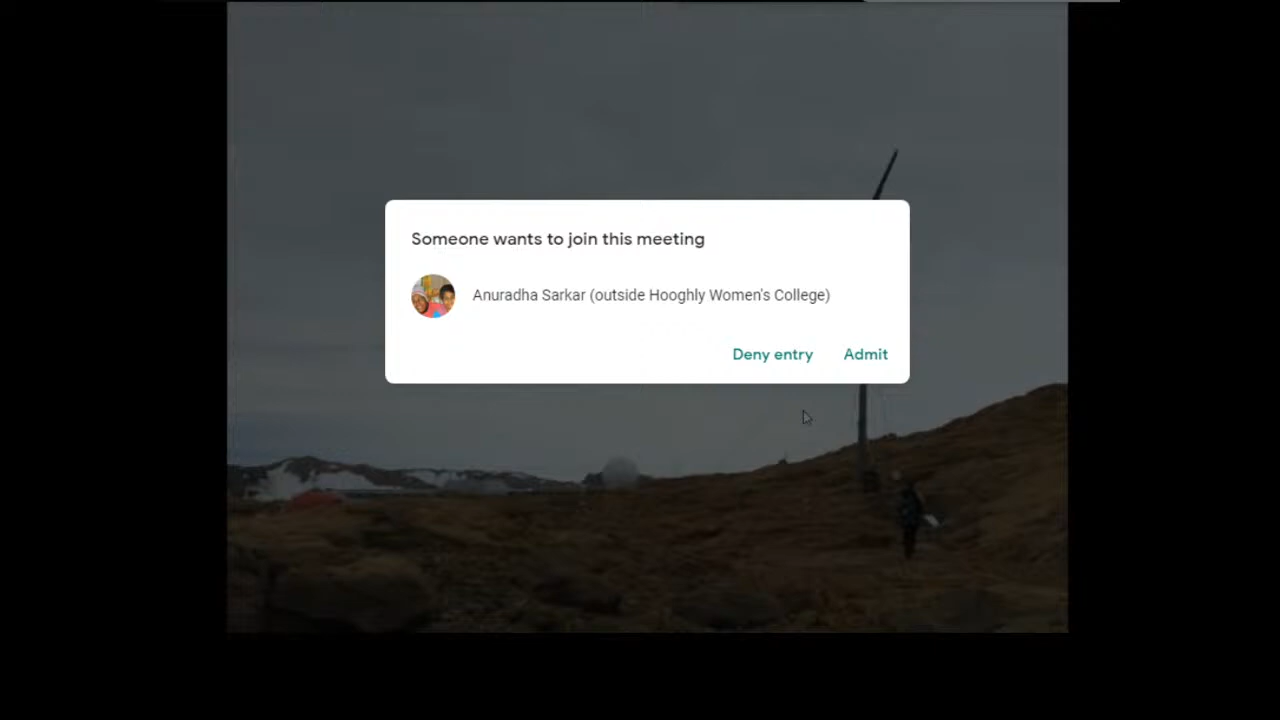 Someone wants to join this meeting
Anuradha Sarkar (outside Hooghly Women's College)
Deny entry Admit